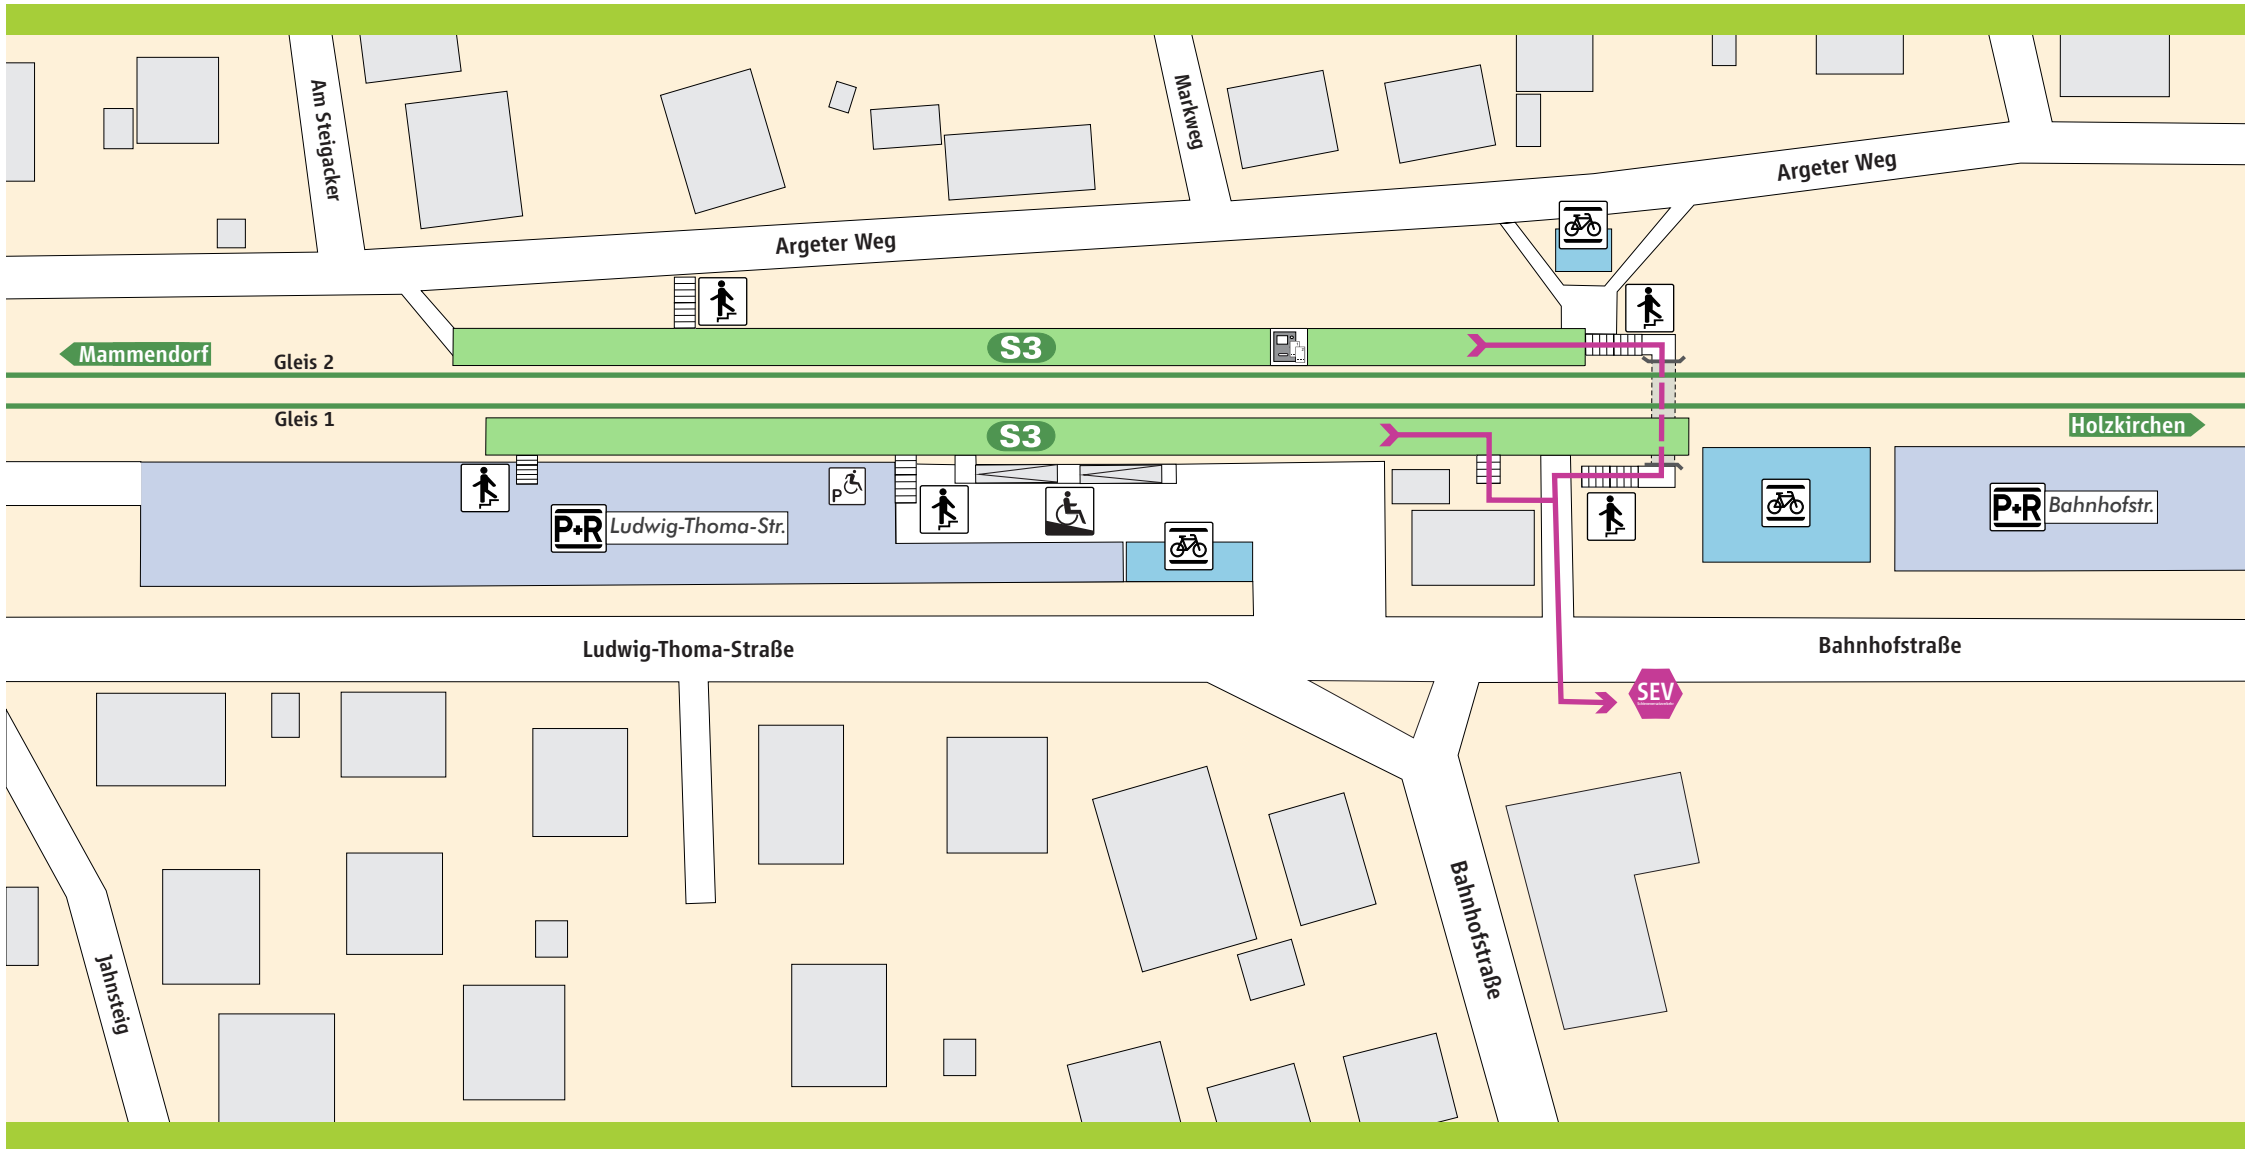 Am Steigacker
Markweg
Argeter Weg
Argeter Weg
Mammendorf
Gleis 2
S3
Gleis 1
S3
Holzkirchen
P
P+R
Ludwig-Thoma-Str.
P+R
Bahnhofstr.
Ludwig-Thoma-Straße
Bahnhofstraße
SEV
Bahnhofstraße
Jahnsteig